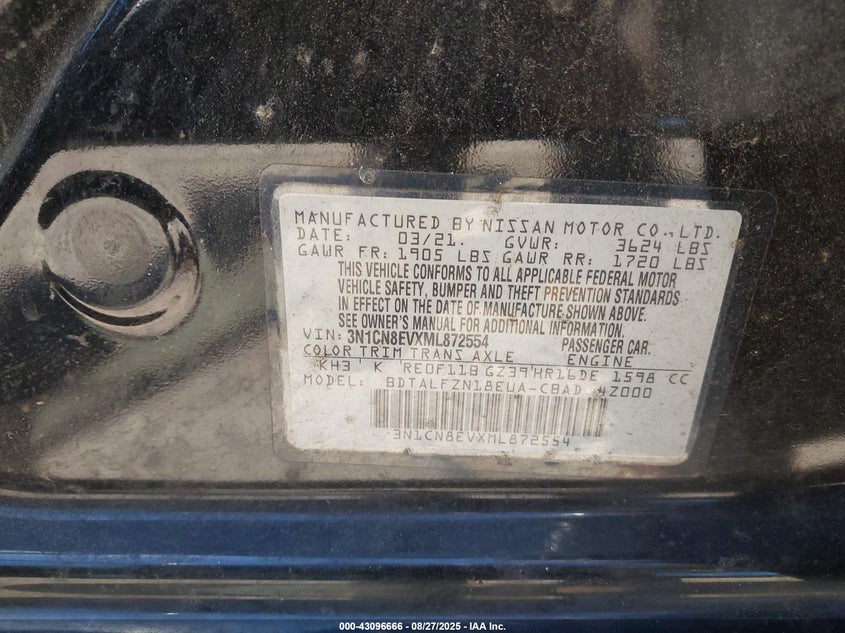 MANUFACTURED BY NISSAN MOTOR CO., LTD.
DATE: 03/21. GVWR: 3624 LBS
GAWR FR: 1905 LBS GAWR RR: 1720 LBS
THIS VEHICLE CONFORMS TO ALL APPLICABLE FEDERAL MOTOR
VEHICLE SAFETY, BUMPER AND THEFT PREVENTION STANDARDS
IN EFFECT ON THE DATE OF MANUFACTURE SHOWN ABOVE.
SEE OWNER'S MANUAL FOR ADDITIONAL INFORMATION.
VIN: 3N1CN8EVXML872554 PASSENGER CAR
COLOR TRIM TRANS AXLE ENGINE
KH3 K RE0F11B GZ39 HR16DE 1598 CC
MODEL: BDTALFZN18EUA-CBAD 4Z000
3N1CN8EVXML872554
000-43096666 - 08/27/2025 - IAA Inc.